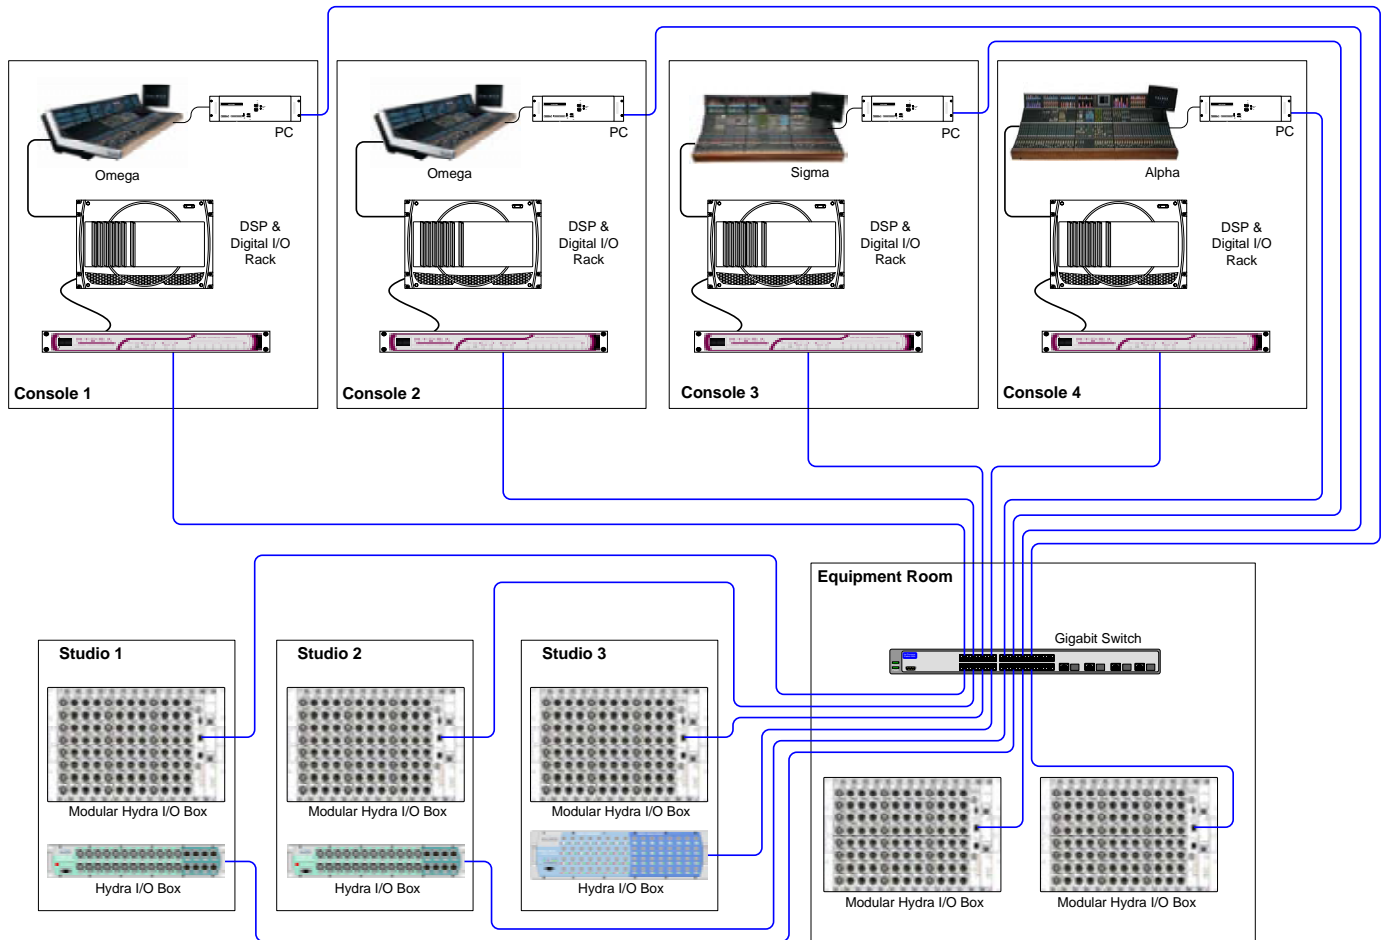 PC
Omega
DSP &
Digital I/O
Rack
Console 1
PC
Omega
DSP &
Digital I/O
Rack
Console 2
PC
Sigma
DSP &
Digital I/O
Rack
Console 3
PC
Alpha
DSP &
Digital I/O
Rack
Console 4
Equipment Room
Gigabit Switch
Studio 1
Modular Hydra I/O Box
Hydra I/O Box
Studio 2
Modular Hydra I/O Box
Hydra I/O Box
Studio 3
Modular Hydra I/O Box
Hydra I/O Box
Modular Hydra I/O Box
Modular Hydra I/O Box